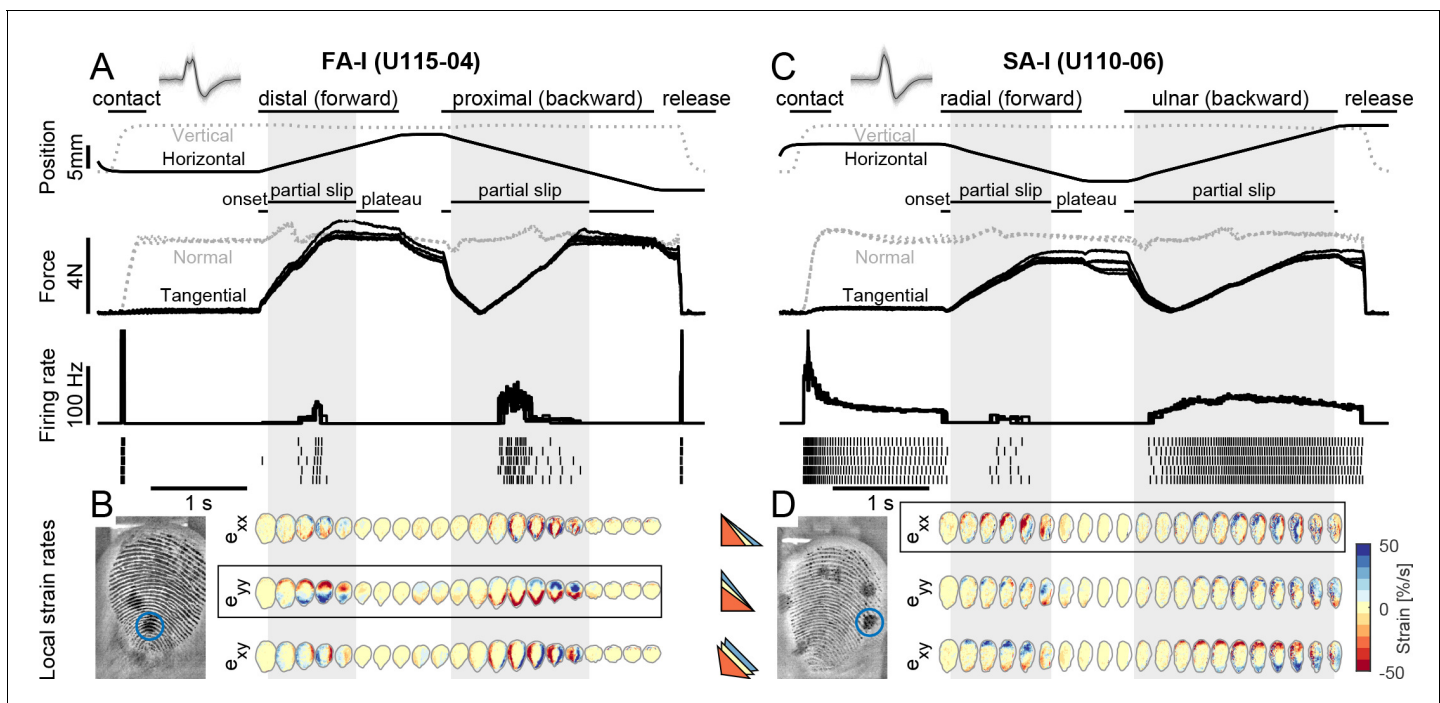 A
FA-I (U115-04)
contact
distal (forward)
proximal (backward)
release
Position
5mm
Vertical
Horizontal
onset
partial slip
plateau
partial slip
Force
4N
Normal
Tangential
Firing rate
100 Hz
1 s
C
SA-I (U110-06)
contact
radial (forward)
ulnar (backward)
release
Vertical
Horizontal
onset
partial slip
plateau
partial slip
Normal
Tangential
1 s
B
Local strain rates
exx
eyy
exy
D
exx
eyy
exy
50
0
-50
Strain [%/s]